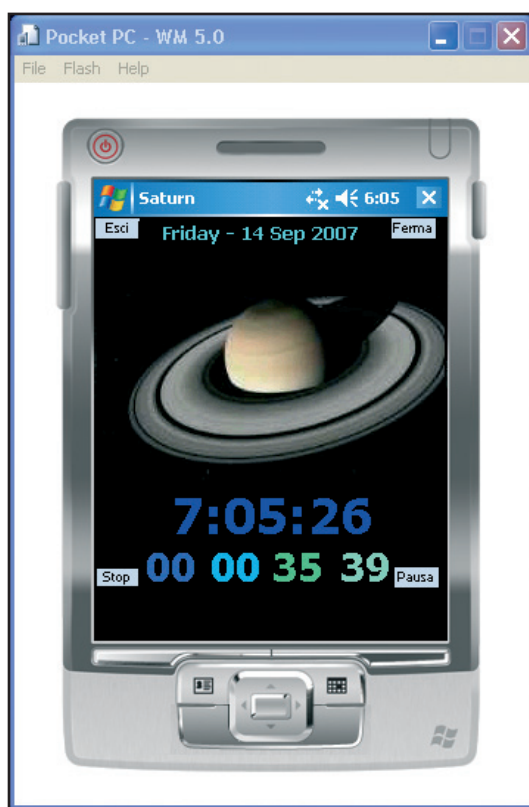 Pocket PC - WM 5.0
File Flash Help
Saturn 6:05
Esci Friday - 14 Sep 2007 Ferma
7:05:26
Stop 00 00 35 39 Pausa